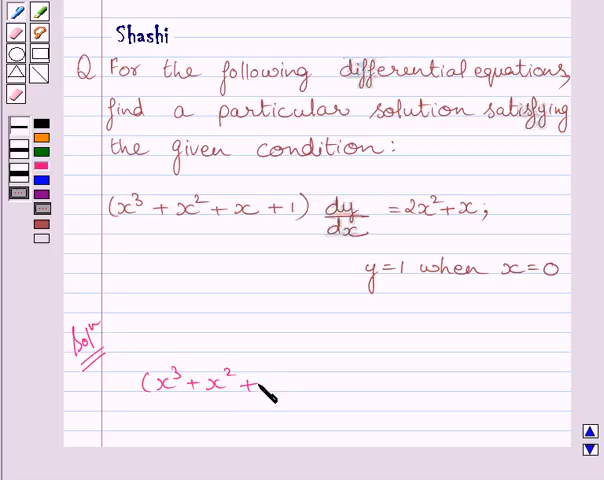 Shashi
Q For the following differential equations,
find a particular solution satisfying
the given condition:
(x³ + x² + x + 1) dy/dx = 2x² + x;
y = 1 when x = 0
Solⁿ
(x³ + x² +